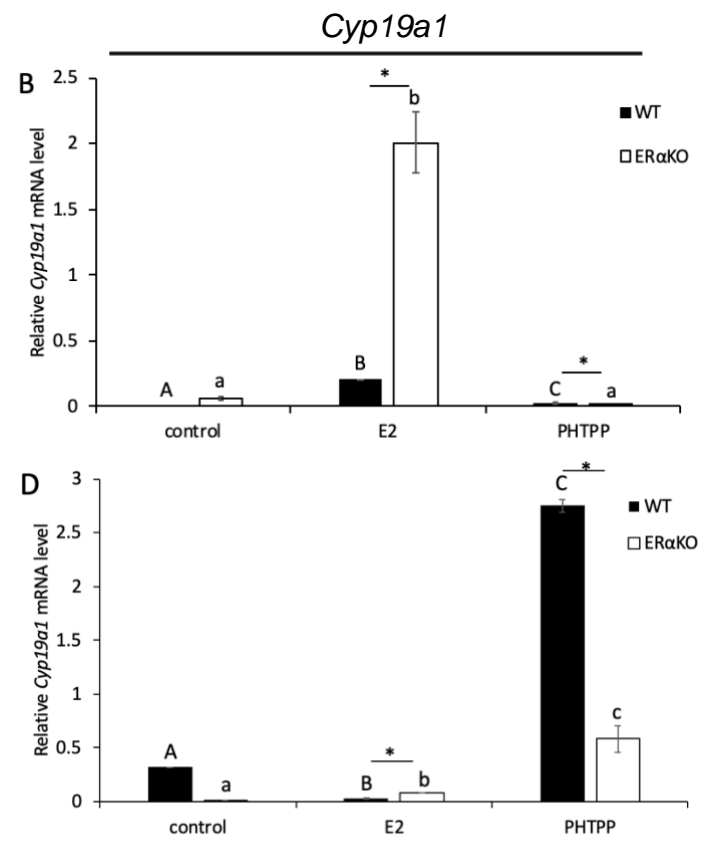 Cyp19a1
B
Relative Cyp19a1 mRNA level
2.5
2
1.5
1
0.5
0
*
b
WT
ERαKO
A
a
B
*
C
a
control
E2
PHTPP
D
Relative Cyp19a1 mRNA level
3
2.5
2
1.5
1
0.5
0
*
C
WT
ERαKO
A
a
*
B
b
c
control
E2
PHTPP